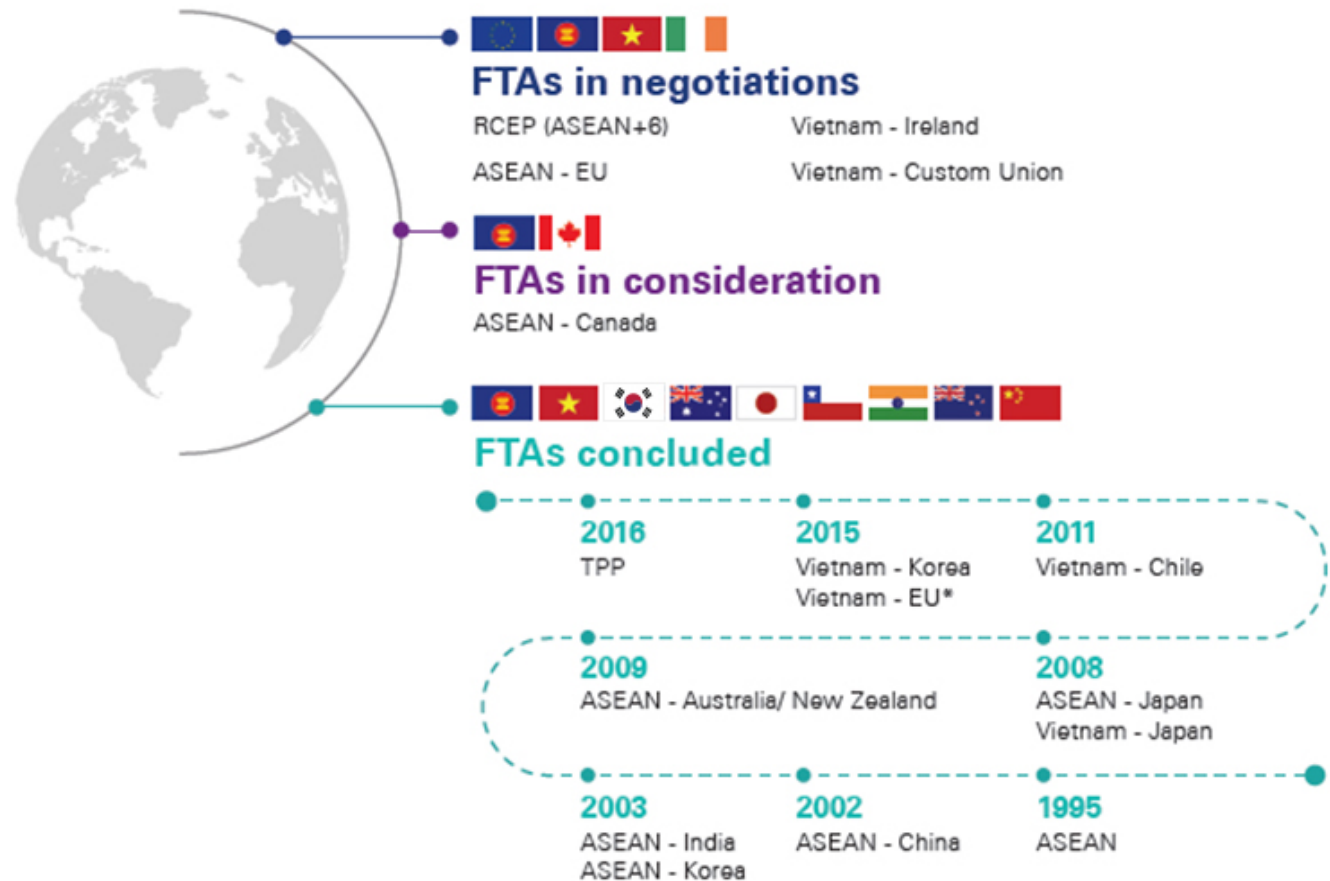 FTAs in negotiations
RCEP (ASEAN+6)
Vietnam - Ireland
ASEAN - EU
Vietnam - Custom Union
FTAs in consideration
ASEAN - Canada
FTAs concluded
2016
TPP
2015
Vietnam - Korea
Vietnam - EU*
2011
Vietnam - Chile
2009
ASEAN - Australia/ New Zealand
2008
ASEAN - Japan
Vietnam - Japan
2003
ASEAN - India
ASEAN - Korea
2002
ASEAN - China
1995
ASEAN